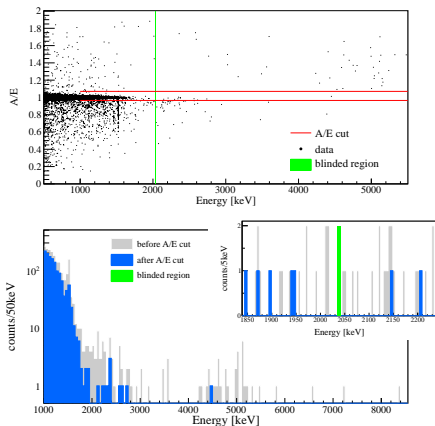 2
1.8
1.6
1.4
1.2
1
0.8
0.6
0.4
0.2
0
A/E
1000 2000 3000 4000 5000
Energy [keV]
A/E cut
data
blinded region
counts/50keV
10²
10
1
before A/E cut
after A/E cut
blinded region
1000 2000 3000 4000 5000 6000 7000 8000
Energy [keV]
counts/5keV
2
1
0
1850 1900 1950 2000 2050 2100 2150 2200
Energy [keV]